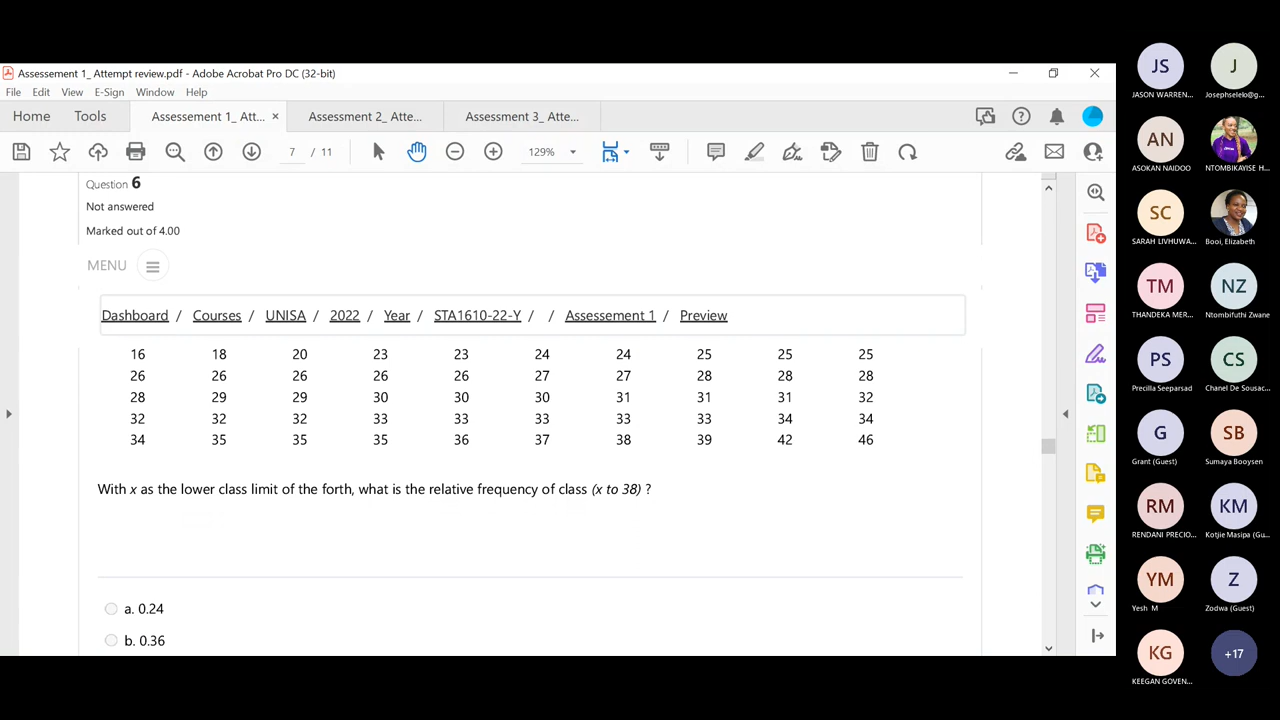 Assessement 1_ Attempt review.pdf - Adobe Acrobat Pro DC (32-bit)
File Edit View E-Sign Window Help
Home Tools Assessement 1_ Att... × Assessment 2_ Atte... Assessment 3_ Atte...
7 / 11 129%
Question 6
Not answered
Marked out of 4.00
MENU
Dashboard / Courses / UNISA / 2022 / Year / STA1610-22-Y / / Assessement 1 / Preview
16 18 20 23 23 24 24 25 25 25
26 26 26 26 26 27 27 28 28 28
28 29 29 30 30 30 31 31 31 32
32 32 32 33 33 33 33 33 34 34
34 35 35 35 36 37 38 39 42 46
With x as the lower class limit of the forth, what is the relative frequency of class (x to 38) ?
a. 0.24
b. 0.36
JS J
JASON WARREN... Josephselelo@g...
AN
ASOKAN NAIDOO NTOMBIKAYISE H...
SC
SARAH LIVHUWA... Booi, Elizabeth
TM NZ
THANDEKA MER... Ntombifuthi Zwane
PS CS
Precilla Seeparsad Chanel De Sousac...
G SB
Grant (Guest) Sumaya Booysen
RM KM
RENDANI PRECIO... Kotjie Masipa (Gu...
YM Z
Yesh M Zodwa (Guest)
KG +17
KEEGAN GOVEN...